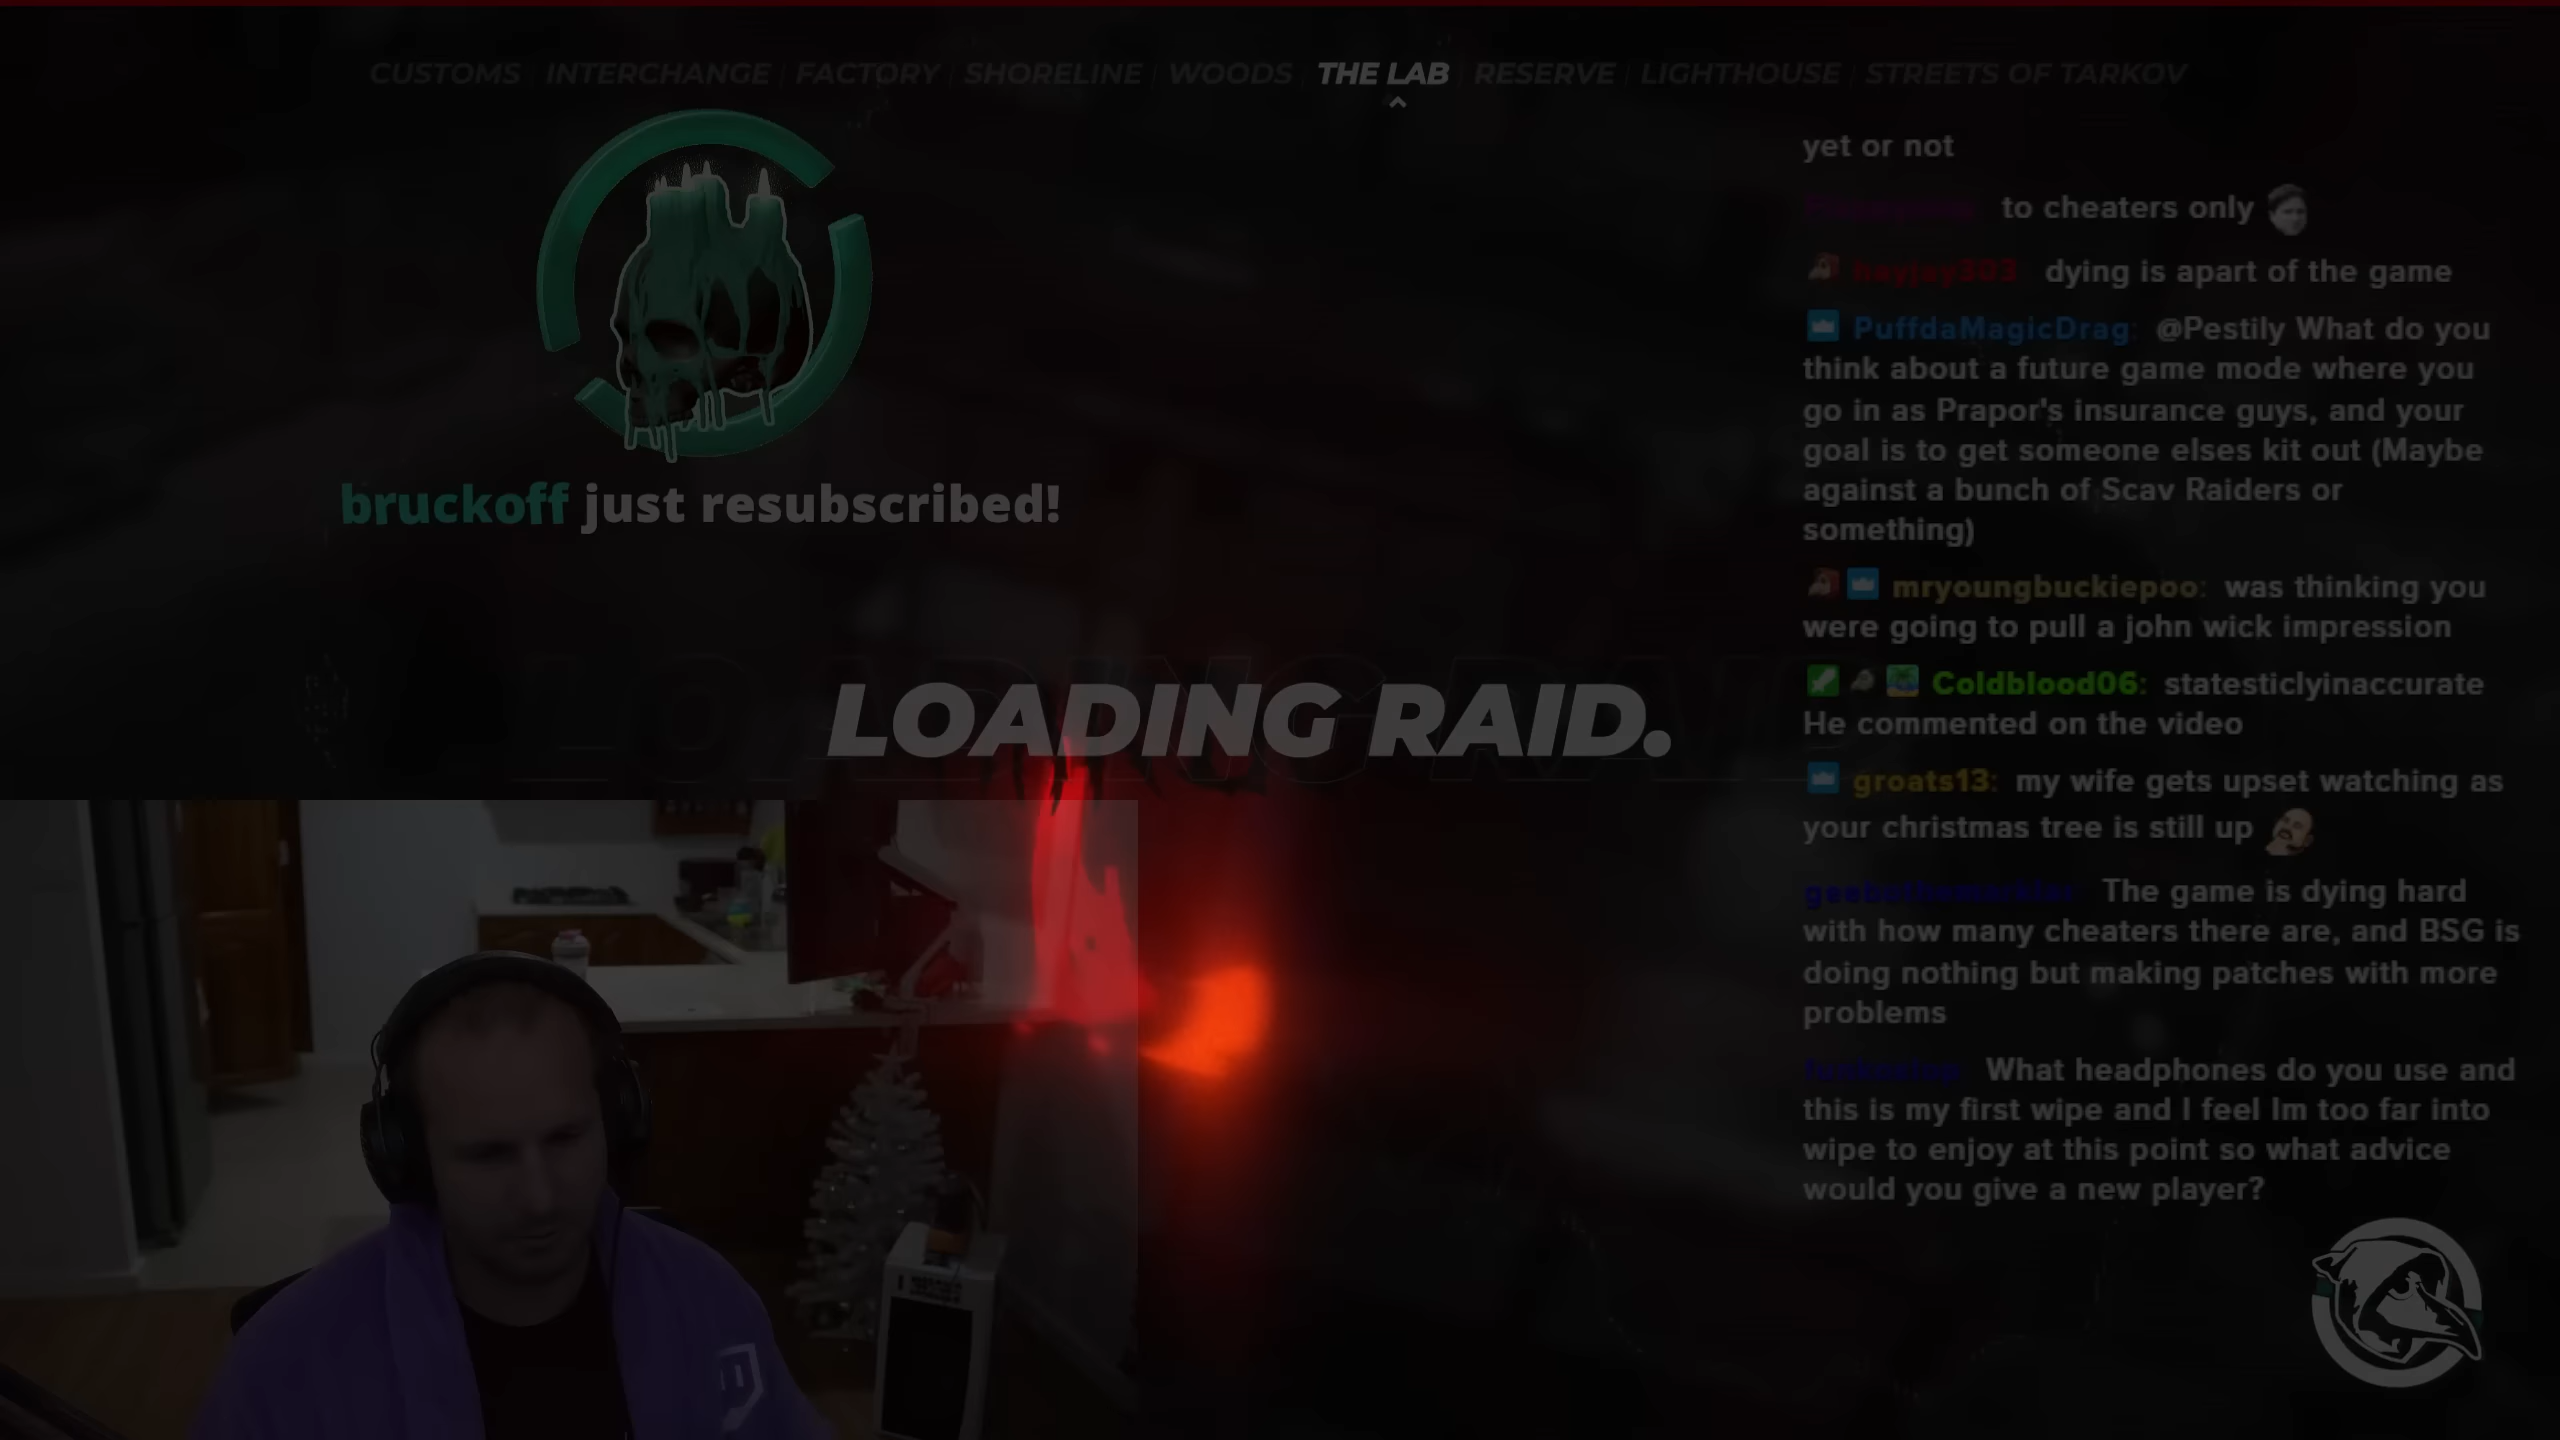 CUSTOMS INTERCHANGE FACTORY SHORELINE WOODS THE LAB RESERVE LIGHTHOUSE STREETS OF TARKOV
bruckoff just resubscribed!
LOADING RAID.
yet or not
to cheaters only
hayjay303 dying is apart of the game
PuffdaMagicDrag: @Pestily What do you
think about a future game mode where you
go in as Prapor's insurance guys, and your
goal is to get someone elses kit out (Maybe
against a bunch of Scav Raiders or
something)
mryoungbuckiepoo: was thinking you
were going to pull a john wick impression
Coldblood06: statesticlyinaccurate
He commented on the video
groats13: my wife gets upset watching as
your christmas tree is still up
The game is dying hard
with how many cheaters there are, and BSG is
doing nothing but making patches with more
problems
What headphones do you use and
this is my first wipe and I feel Im too far into
wipe to enjoy at this point so what advice
would you give a new player?